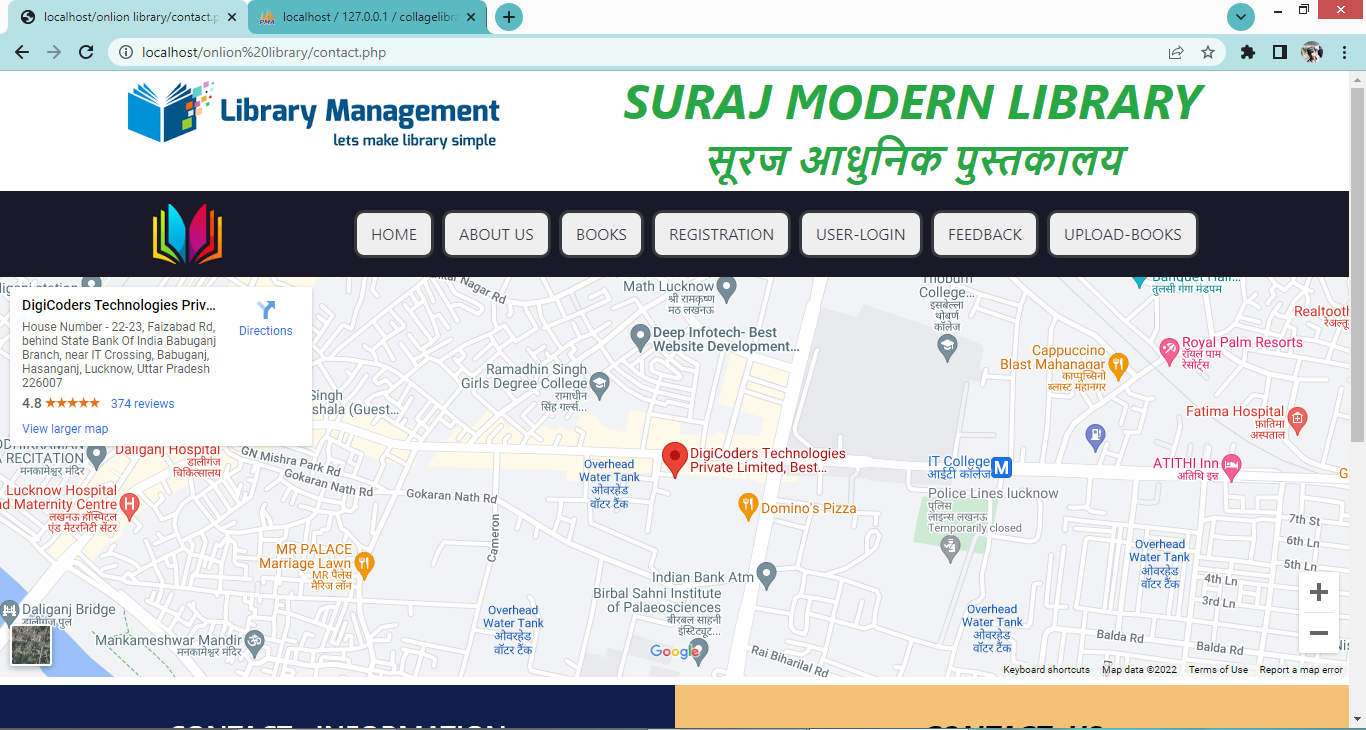 localhost/onlion library/contact.p
localhost / 127.0.0.1 / collagelibra
localhost/onlion%20library/contact.php
Library Management
lets make library simple
SURAJ MODERN LIBRARY
सूरज आधुनिक पुस्तकालय
HOME
ABOUT US
BOOKS
REGISTRATION
USER-LOGIN
FEEDBACK
UPLOAD-BOOKS
DigiCoders Technologies Priv...
House Number - 22-23, Faizabad Rd,
behind State Bank Of India Babuganj
Branch, near IT Crossing, Babuganj,
Hasanganj, Lucknow, Uttar Pradesh
226007
Directions
4.8
374 reviews
View larger map
Math Lucknow
श्री रामकृष्ण
मठ लखनऊ
Deep Infotech- Best
Website Development...
Ramadhin Singh
Girls Degree College
रामाधीन
सिंह गर्ल्स...
Singh
shala (Guest...
Nagar Rd
College...
इसाबेल्ला
थोबर्ण
कॉलेज
तुलसी गंगा मंडपम
Royal Palm Resorts
रॉयल पाम
रेसोर्ट्स
Cappuccino
Blast Mahanagar
काप्पुच्सिनो
ब्लास्ट महानगर
Fatima Hospital
फ़ातिमा
अस्पताल
RECITATION
मनकामेश्वर मंदिर
Daliganj Hospital
डालीगंज
चिकित्सालय
GN Mishra Park Rd
Gokaran Nath Rd
Gokaran Nath Rd
Lucknow Hospital
nd Maternity Centre
लखनऊ हॉस्पिटल
एंड मैटरनिटी सेंटर
Overhead
Water Tank
ओवरहेड
वॉटर टैंक
DigiCoders Technologies
Private Limited, Best...
IT College
आईटी कॉलेज
M
ATITHI Inn
अतिथि इन्न
Police Lines lucknow
पुलिस
लाइन्स लखनऊ
Temporarily closed
Domino's Pizza
Cameron
MR PALACE
Marriage Lawn
MR पैलेस
मैरिज लॉन
Indian Bank Atm
Birbal Sahni Institute
of Palaeosciences
बीरबल साहनी
इंस्टिट्यूट...
Overhead
Water Tank
ओवरहेड
वॉटर टैंक
7th St
6th Ln
5th Ln
4th Ln
3rd Ln
Daliganj Bridge
डालीगंज पुल
Mankameshwar Mandir
मनकामेश्वर मंदिर
Overhead
Water Tank
ओवरहेड
वॉटर टैंक
Overhead
Water Tank
ओवरहेड
वॉटर टैंक
Balda Rd
Balda Rd
Rai Biharilal Rd
Google
Keyboard shortcuts
Map data ©2022
Terms of Use
Report a map error
CONTACT INFORMATION
CONTACT US